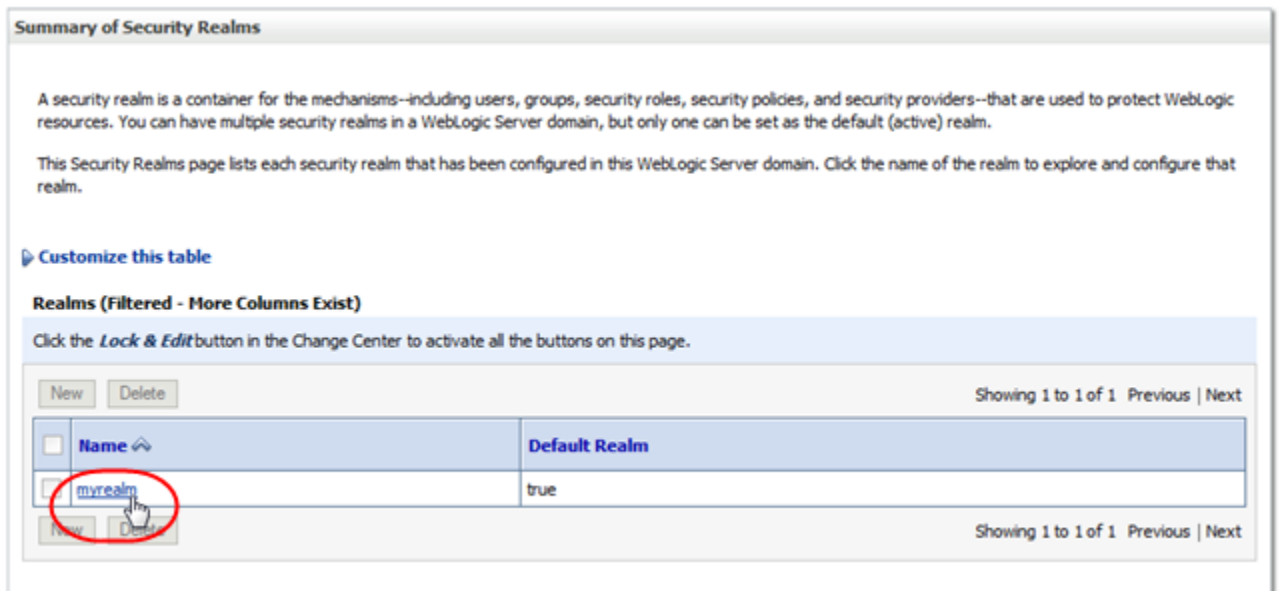 Summary of Security Realms
A security realm is a container for the mechanisms--including users, groups, security roles, security policies, and security providers--that are used to protect WebLogic
resources. You can have multiple security realms in a WebLogic Server domain, but only one can be set as the default (active) realm.
This Security Realms page lists each security realm that has been configured in this WebLogic Server domain. Click the name of the realm to explore and configure that
realm.
Customize this table
Realms (Filtered - More Columns Exist)
Click the Lock & Edit button in the Change Center to activate all the buttons on this page.
New Delete Showing 1 to 1 of 1 Previous | Next
Name Default Realm
myrealm true
New Delete Showing 1 to 1 of 1 Previous | Next